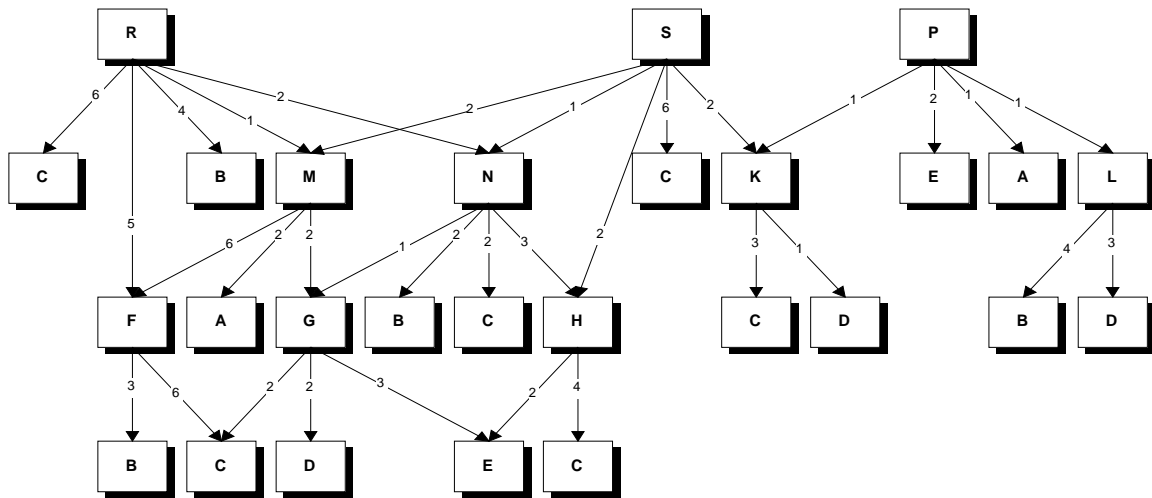 R S P
6 5 4 1 2 2 1 2 6 2 1 2 1 1
C B M N C K E A L
6 2 2 1 2 2 3 3 1 4 3
F A G B C H C D B D
3 6 2 2 3 2 4
B C D E C